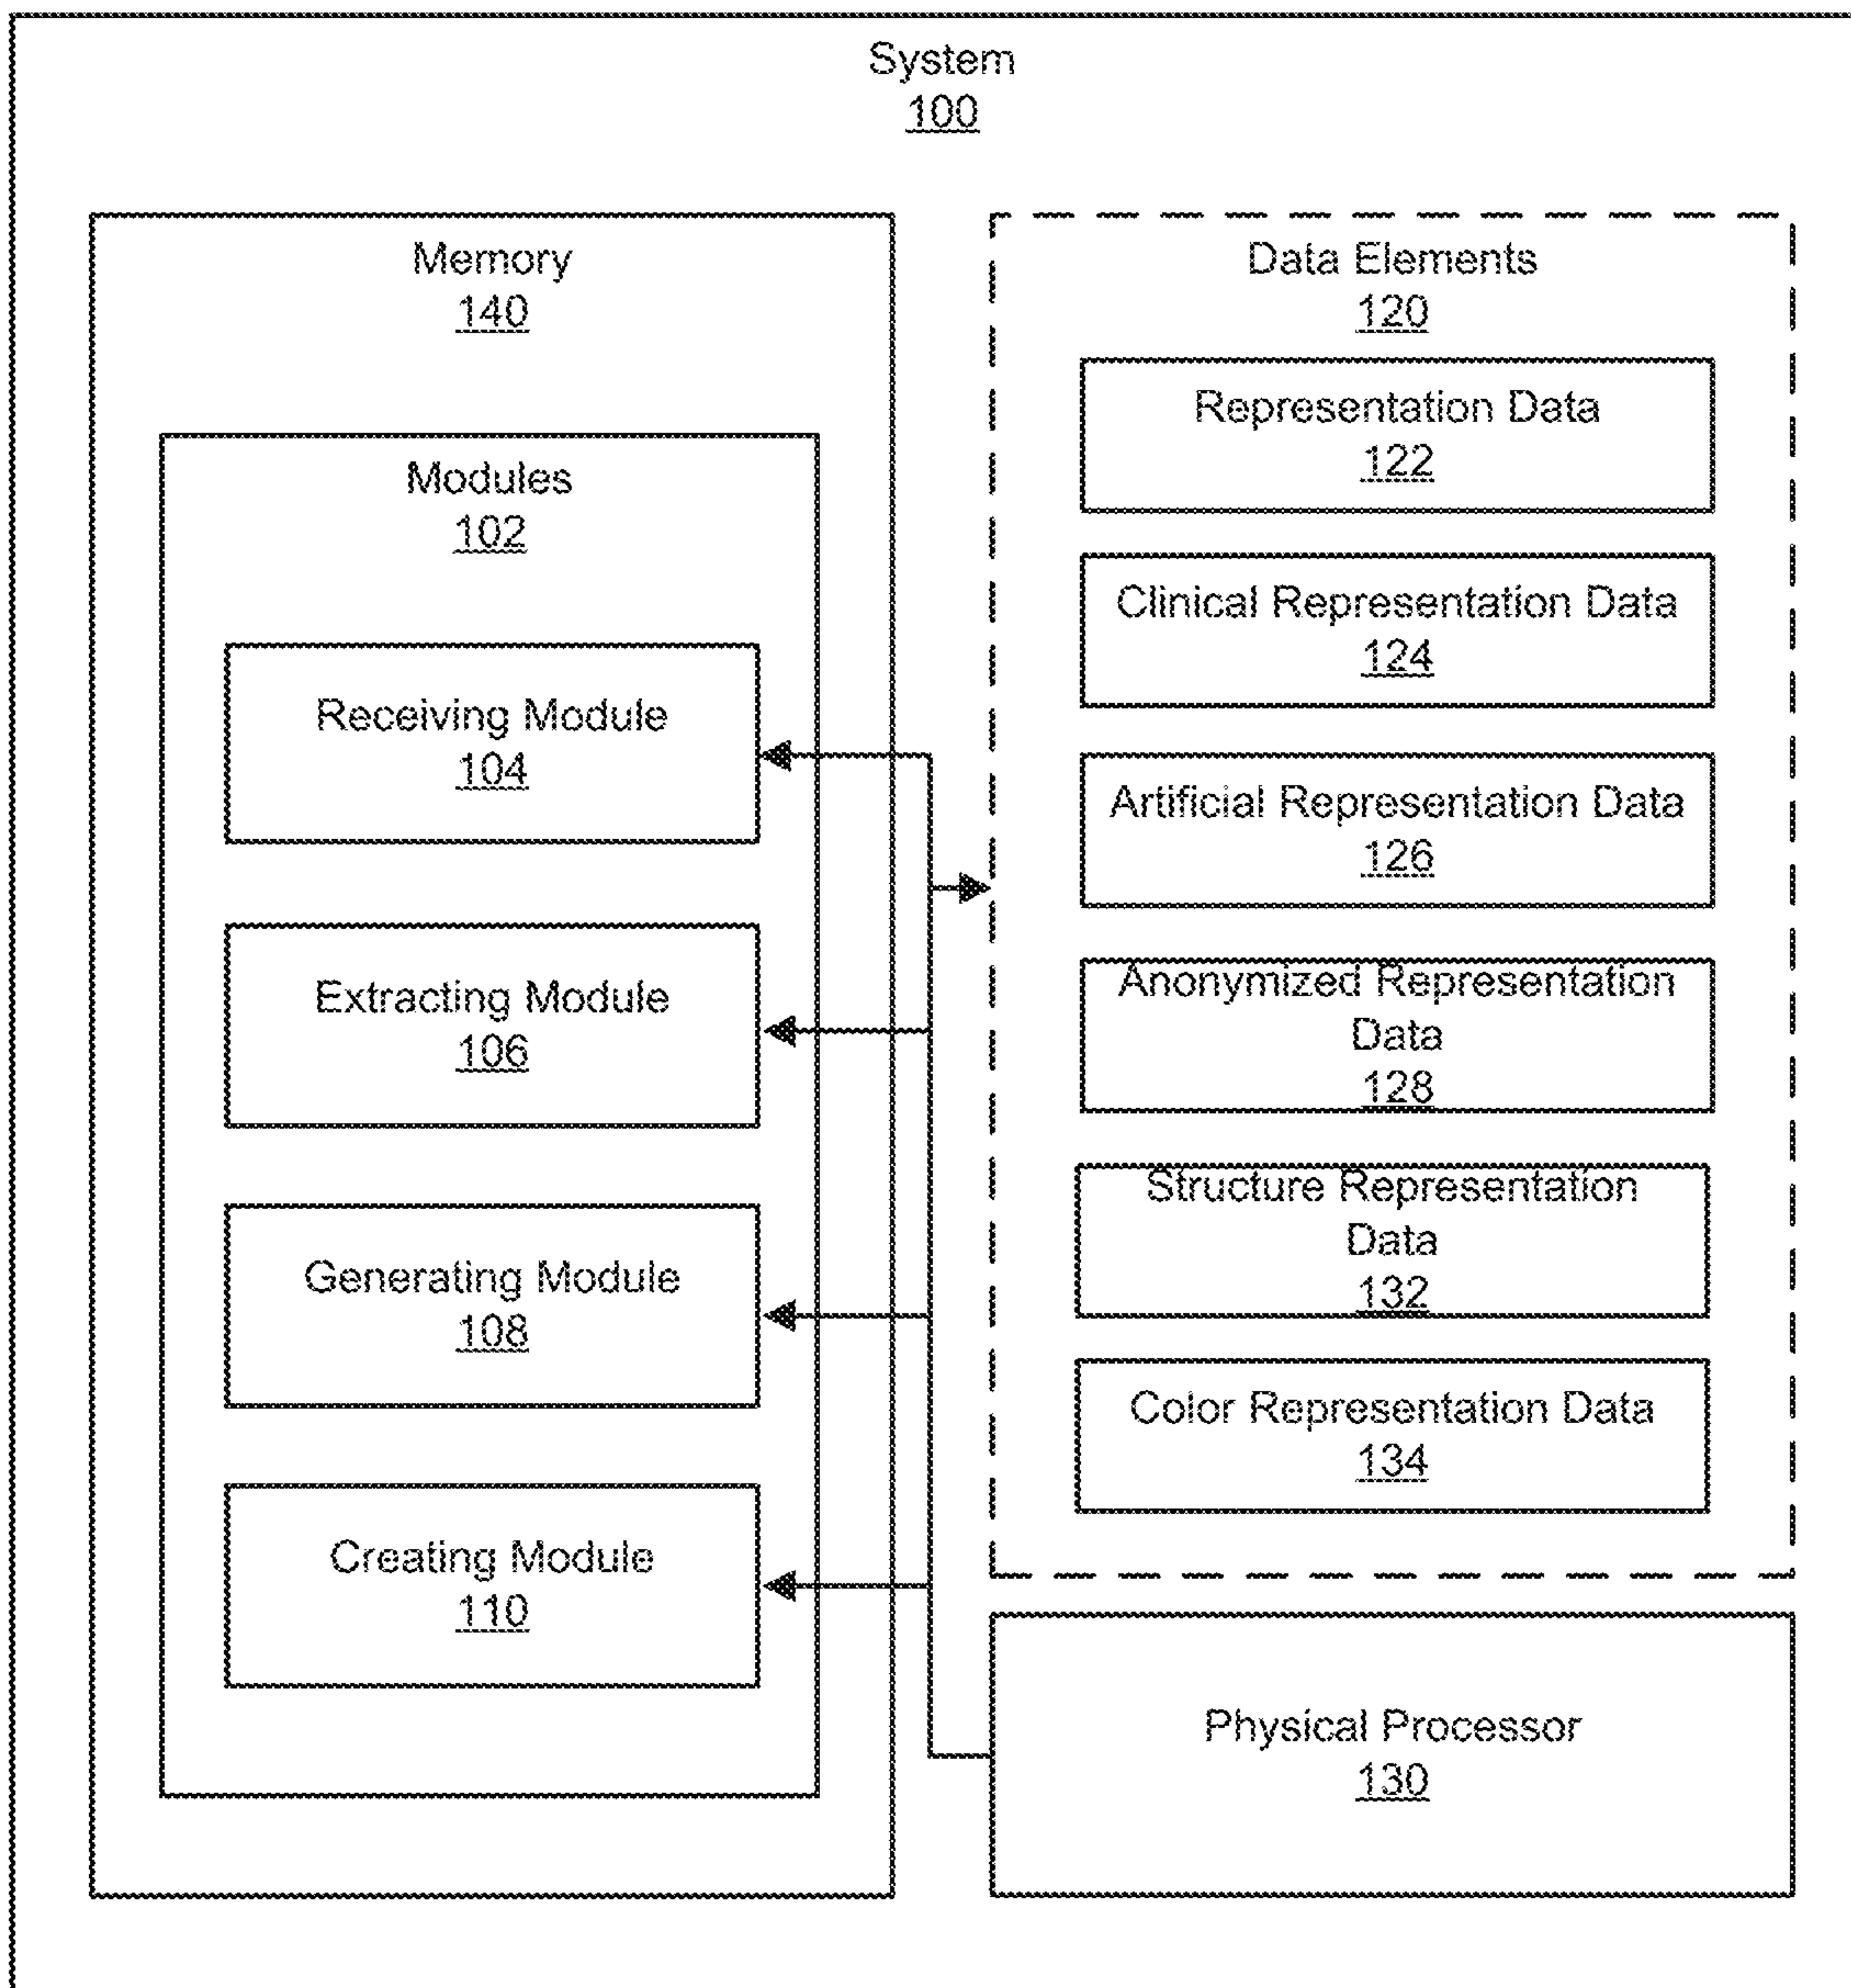 System
100
Memory
140
Modules
102
Receiving Module
104
Extracting Module
106
Generating Module
108
Creating Module
110
Data Elements
120
Representation Data
122
Clinical Representation Data
124
Artificial Representation Data
126
Anonymized Representation
Data
128
Structure Representation
Data
132
Color Representation Data
134
Physical Processor
130